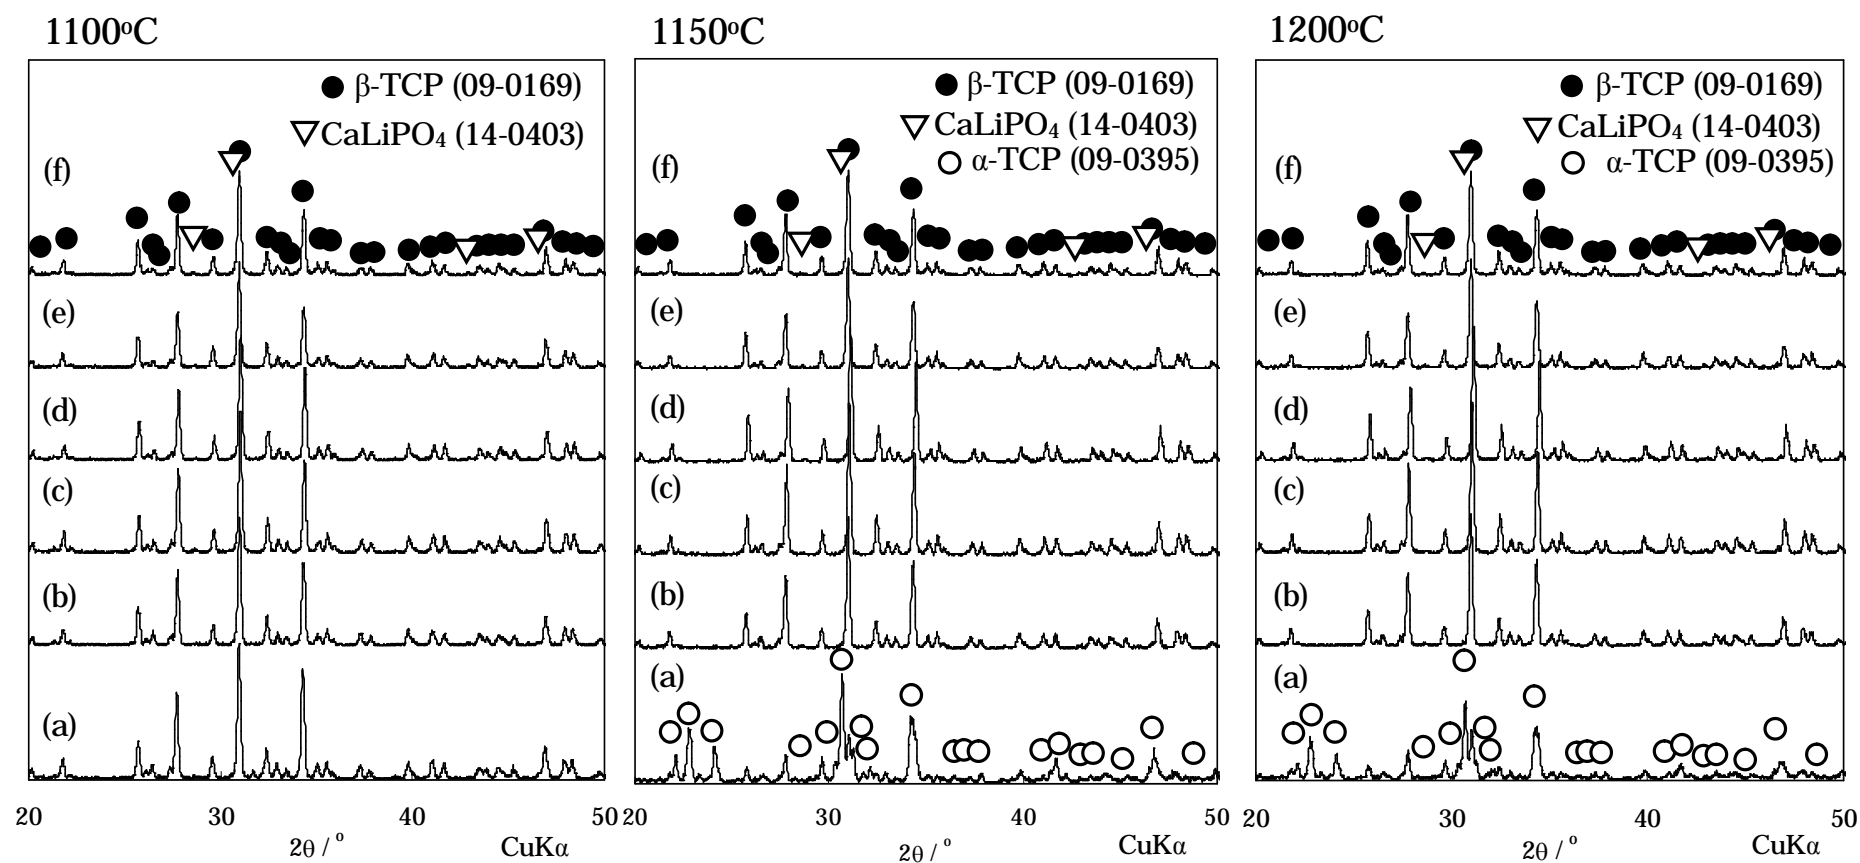 1100°C
● β-TCP (09-0169)
▽ CaLiPO₄ (14-0403)
(f)
(e)
(d)
(c)
(b)
(a)
20 30 40 50
2θ / °
CuKα
1150°C
● β-TCP (09-0169)
▽ CaLiPO₄ (14-0403)
○ α-TCP (09-0395)
(f)
(e)
(d)
(c)
(b)
(a)
20 30 40 50
2θ / °
CuKα
1200°C
● β-TCP (09-0169)
▽ CaLiPO₄ (14-0403)
○ α-TCP (09-0395)
(f)
(e)
(d)
(c)
(b)
(a)
20 30 40 50
2θ / °
CuKα